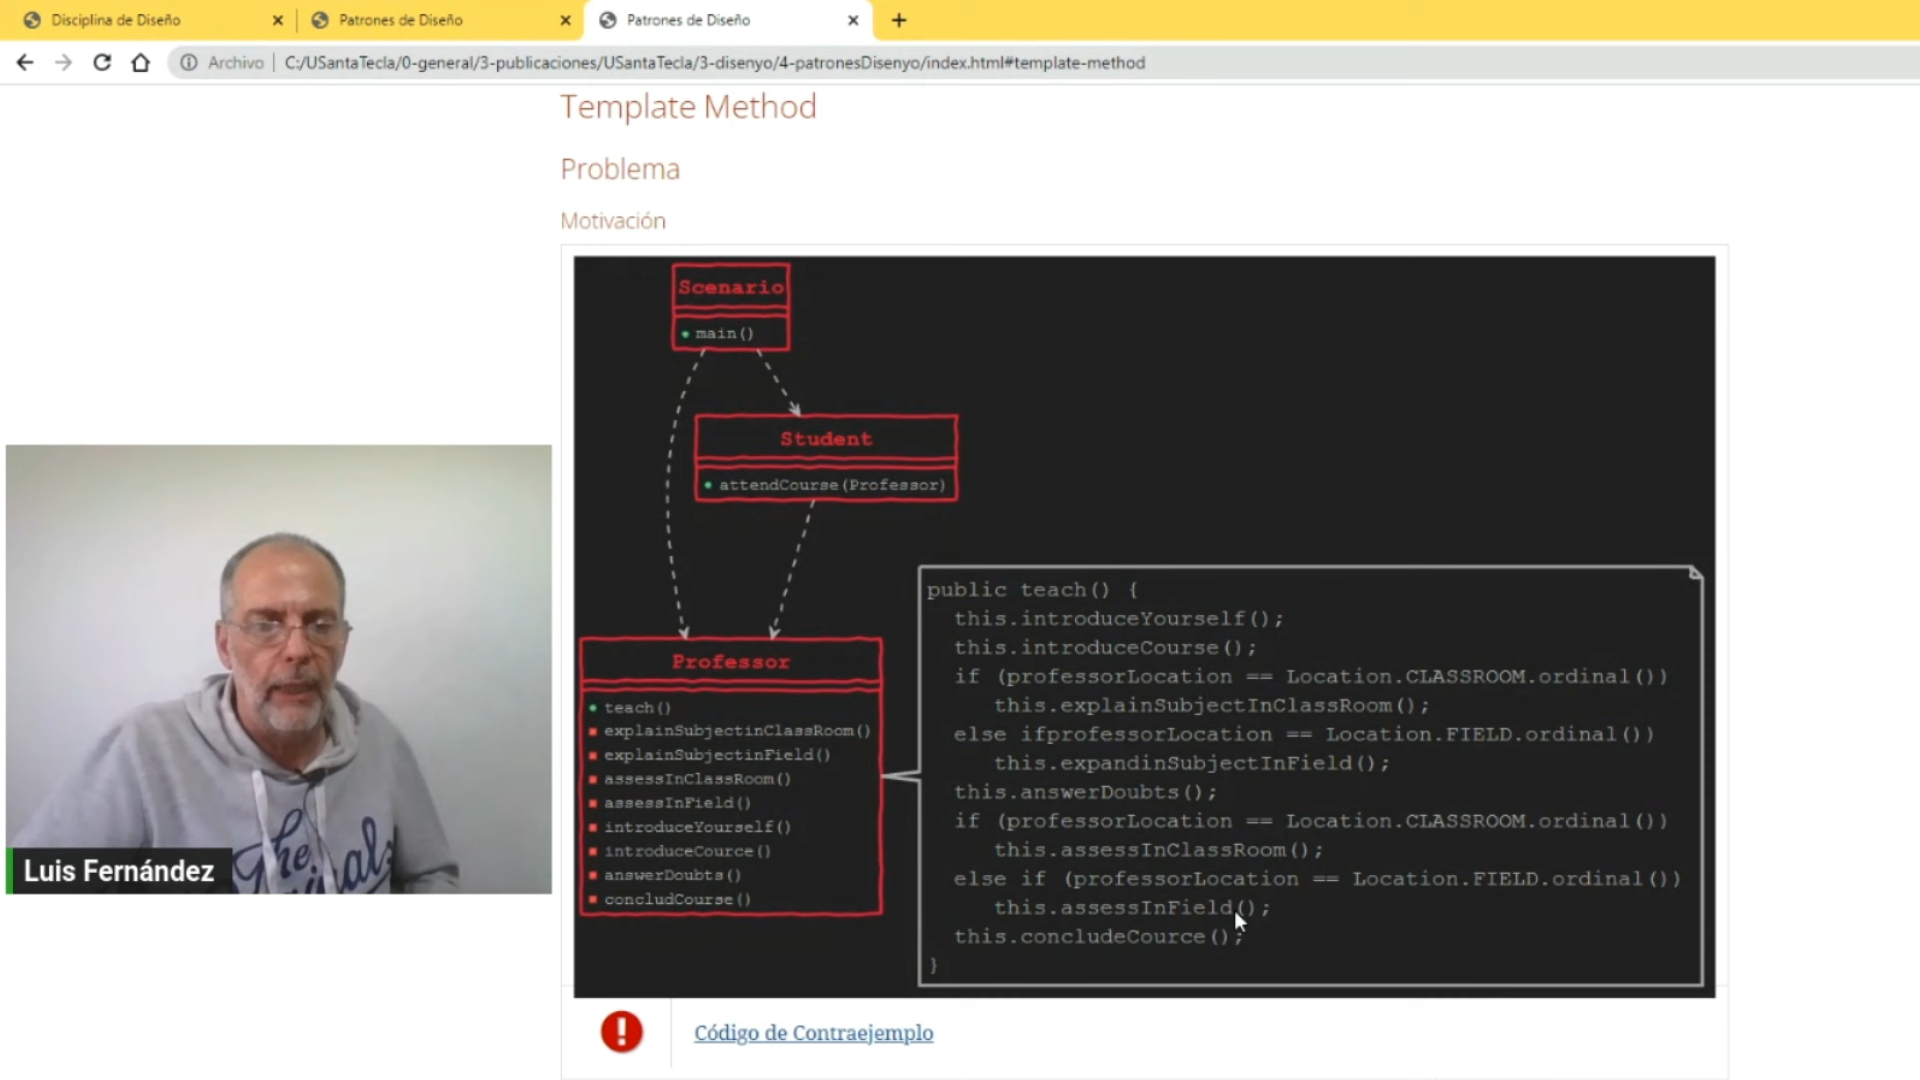 Disciplina de Diseño
Patrones de Diseño
Patrones de Diseño
Archivo
C:/USantaTecla/0-general/3-publicaciones/USantaTecla/3-disenyo/4-patronesDisenyo/index.html#template-method
Template Method
Problema
Motivación
Scenario
main()
Student
attendCourse(Professor)
Professor
teach()
explainSubjectinClassRoom()
explainSubjectinField()
assessInClassRoom()
assessInField()
introduceYourself()
introduceCource()
answerDoubts()
concludCourse()
public teach() {
this.introduceYourself();
this.introduceCourse();
if (professorLocation == Location.CLASSROOM.ordinal())
this.explainSubjectInClassRoom();
else ifprofessorLocation == Location.FIELD.ordinal())
this.expandinSubjectInField();
this.answerDoubts();
if (professorLocation == Location.CLASSROOM.ordinal())
this.assessInClassRoom();
else if (professorLocation == Location.FIELD.ordinal())
this.assessInField();
this.concludeCource();
}
Luis Fernández
Código de Contraejemplo